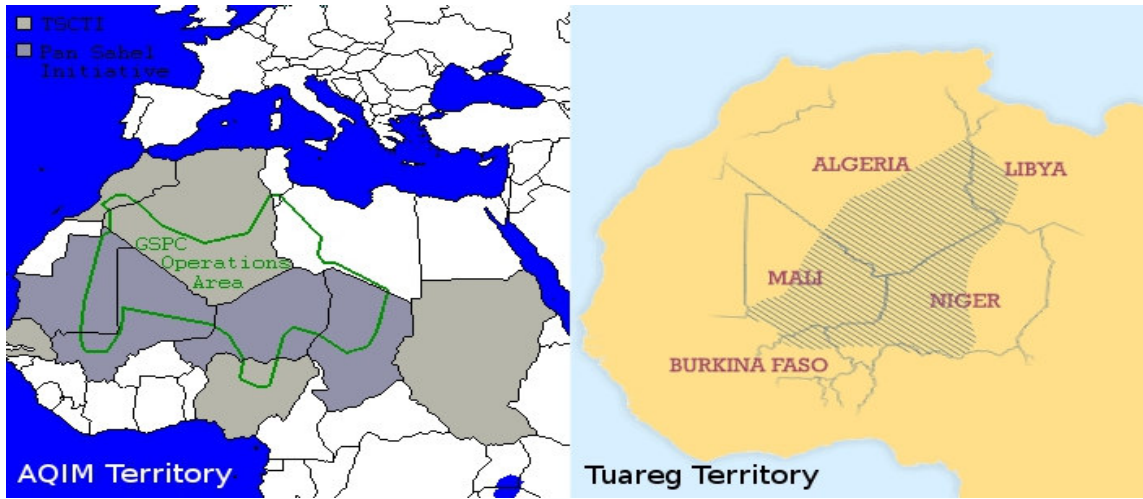 TSCTI
Pan Sahel
Initiative
GSPC
Operations
Area
AQIM Territory
ALGERIA
LIBYA
MALI
NIGER
BURKINA FASO
Tuareg Territory